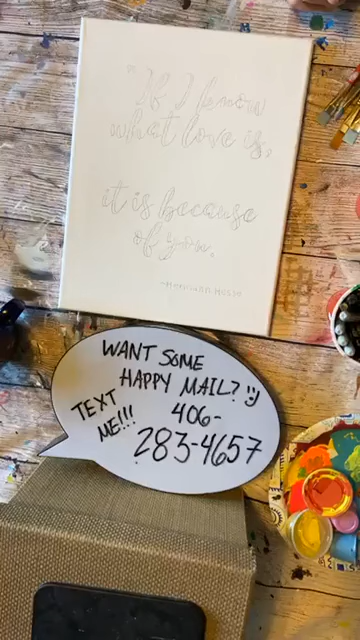 "If I know
what love is,
it is because
of you.
~Hermann Hesse
WANT SOME
HAPPY MAIL? :)
TEXT
ME!!!
406-
283-4657